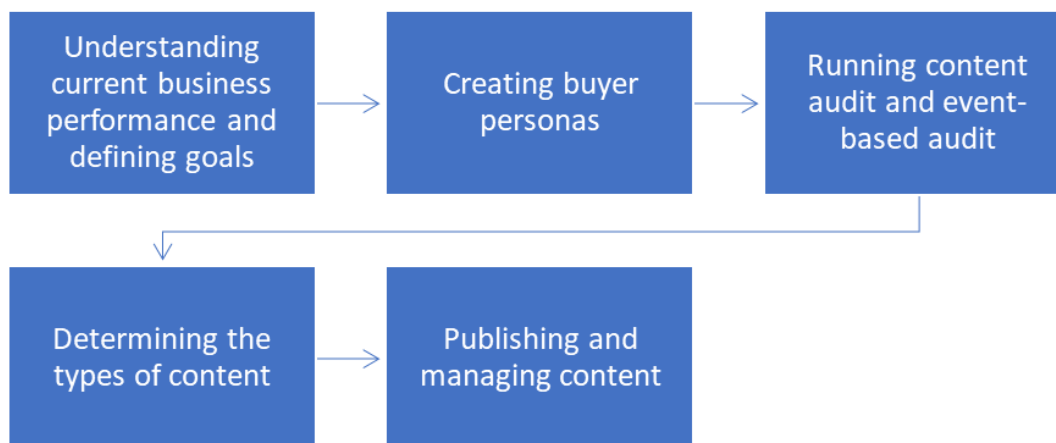 Understanding
current business
performance and
defining goals
Creating buyer
personas
Running content
audit and event-
based audit
Determining the
types of content
Publishing and
managing content